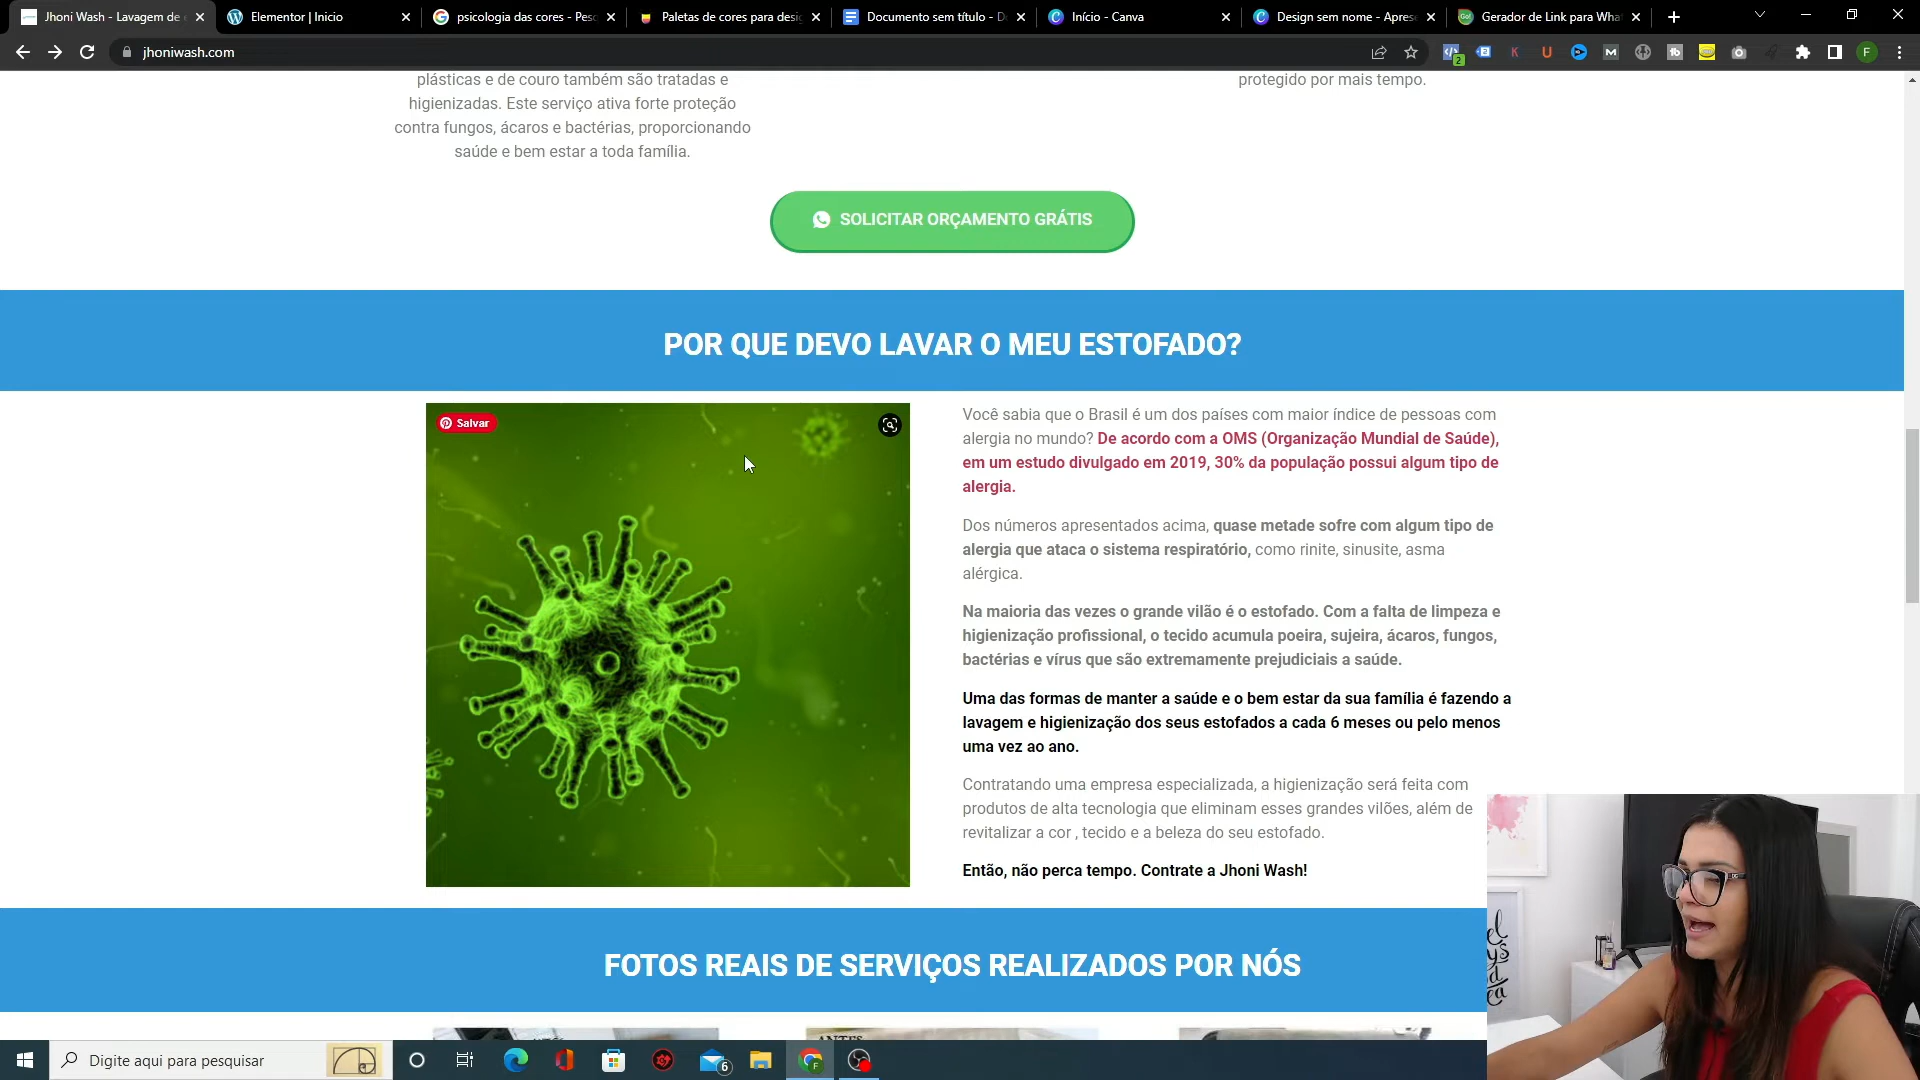 Jhoni Wash - Lavagem de
Elementor | Inicio
psicologia das cores - Pes
Paletas de cores para desi
Documento sem título - D
Início - Canva
Design sem nome - Apres
Gerador de Link para Wha
jhoniwash.com
plásticas e de couro também são tratadas e
higienizadas. Este serviço ativa forte proteção
contra fungos, ácaros e bactérias, proporcionando
saúde e bem estar a toda família.
protegido por mais tempo.
SOLICITAR ORÇAMENTO GRÁTIS
POR QUE DEVO LAVAR O MEU ESTOFADO?
Salvar
Você sabia que o Brasil é um dos países com maior índice de pessoas com
alergia no mundo? De acordo com a OMS (Organização Mundial de Saúde),
em um estudo divulgado em 2019, 30% da população possui algum tipo de
alergia.
Dos números apresentados acima, quase metade sofre com algum tipo de
alergia que ataca o sistema respiratório, como rinite, sinusite, asma
alérgica.
Na maioria das vezes o grande vilão é o estofado. Com a falta de limpeza e
higienização profissional, o tecido acumula poeira, sujeira, ácaros, fungos,
bactérias e vírus que são extremamente prejudiciais a saúde.
Uma das formas de manter a saúde e o bem estar da sua família é fazendo a
lavagem e higienização dos seus estofados a cada 6 meses ou pelo menos
uma vez ao ano.
Contratando uma empresa especializada, a higienização será feita com
produtos de alta tecnologia que eliminam esses grandes vilões, além de
revitalizar a cor , tecido e a beleza do seu estofado.
Então, não perca tempo. Contrate a Jhoni Wash!
FOTOS REAIS DE SERVIÇOS REALIZADOS POR NÓS
ANTES
Digite aqui para pesquisar
6